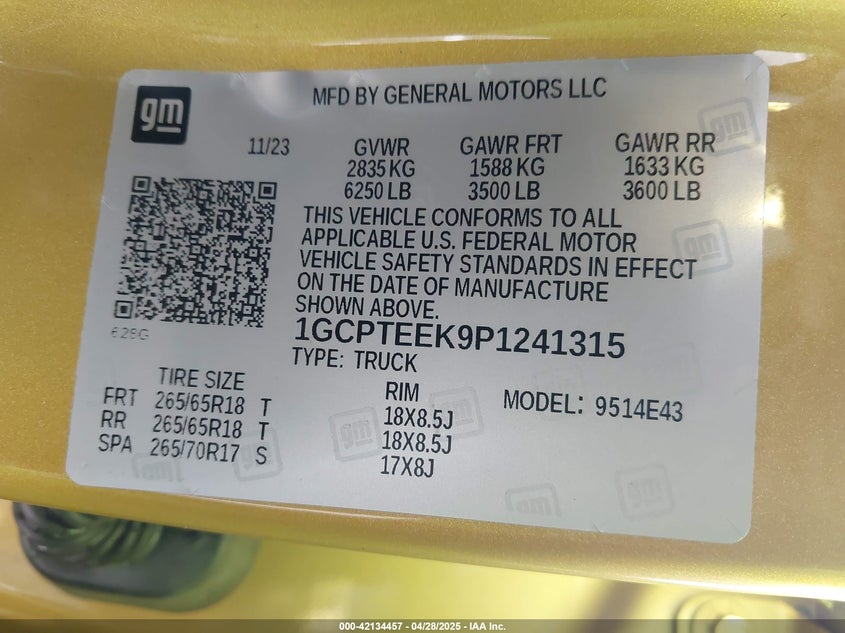 gm
MFD BY GENERAL MOTORS LLC
11/23 GVWR GAWR FRT GAWR RR
2835 KG 1588 KG 1633 KG
6250 LB 3500 LB 3600 LB
THIS VEHICLE CONFORMS TO ALL
APPLICABLE U.S. FEDERAL MOTOR
VEHICLE SAFETY STANDARDS IN EFFECT
ON THE DATE OF MANUFACTURE
SHOWN ABOVE.
628G
1GCPTEEK9P1241315
TYPE: TRUCK
TIRE SIZE RIM MODEL: 9514E43
FRT 265/65R18 T 18X8.5J
RR 265/65R18 T 18X8.5J
SPA 265/70R17 S 17X8J
000-42134457 - 04/28/2025 - IAA Inc.